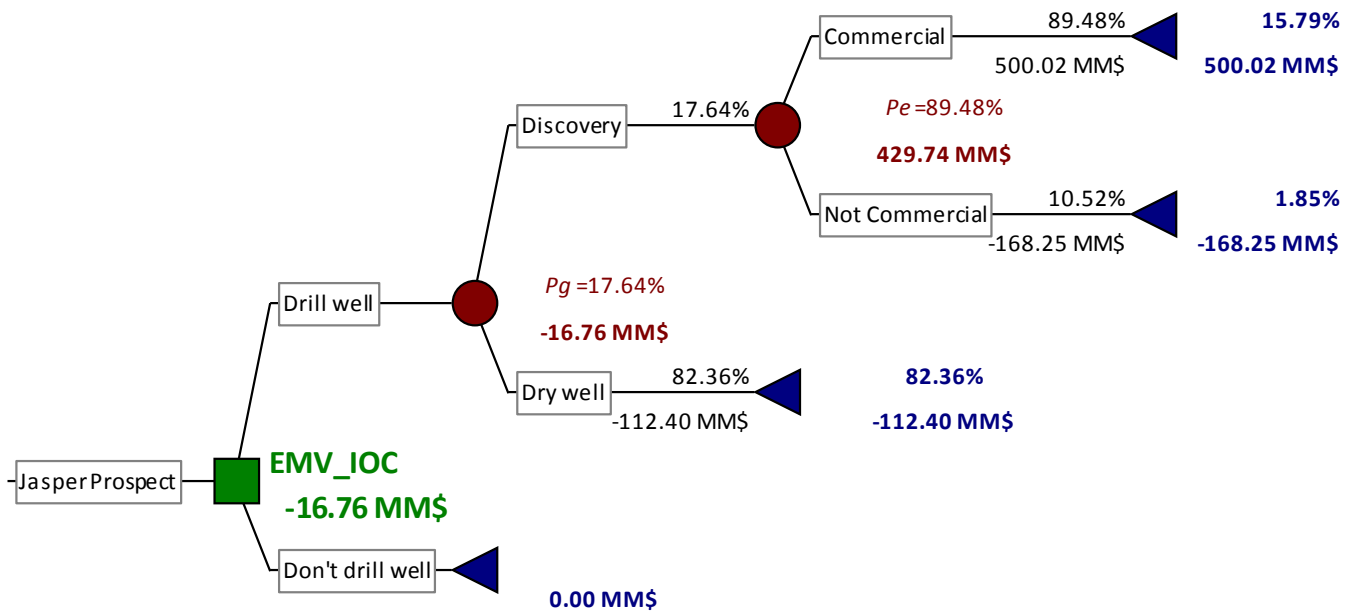 Commercial
89.48%
500.02 MM$
15.79%
500.02 MM$
Discovery
17.64%
Pe =89.48%
429.74 MM$
Not Commercial
10.52%
-168.25 MM$
1.85%
-168.25 MM$
Drill well
Pg =17.64%
-16.76 MM$
Dry well
82.36%
-112.40 MM$
82.36%
-112.40 MM$
Jasper Prospect
EMV_IOC
-16.76 MM$
Don't drill well
0.00 MM$